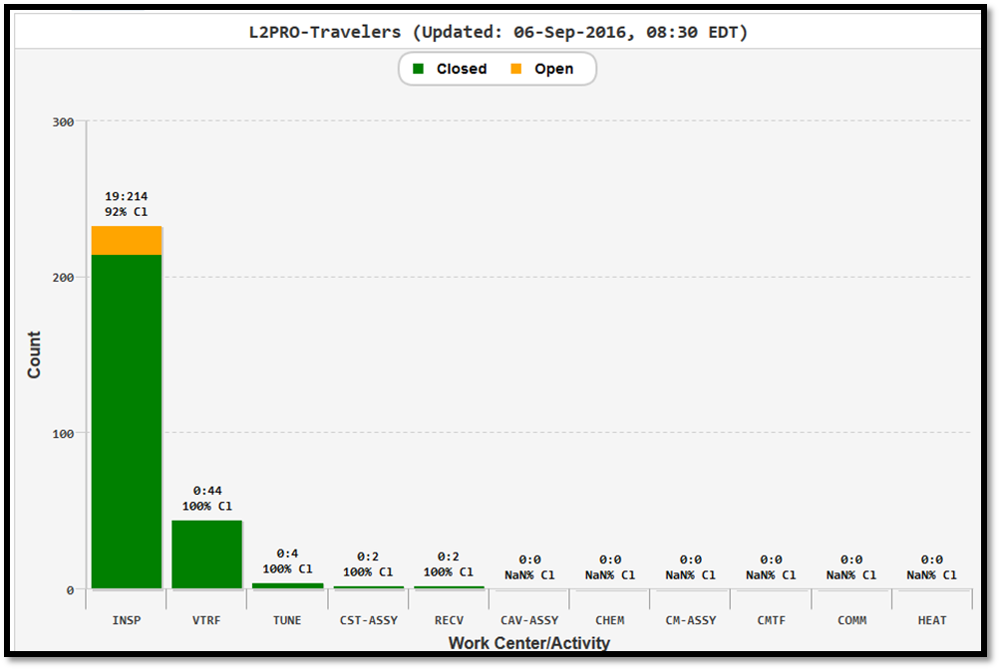 L2PRO-Travelers (Updated: 06-Sep-2016, 08:30 EDT)
Closed Open
300
200
100
0
Count
19:214
92% Cl
0:44
100% Cl
0:4
100% Cl
0:2
100% Cl
0:2
100% Cl
0:0
NaN% Cl
0:0
NaN% Cl
0:0
NaN% Cl
0:0
NaN% Cl
0:0
NaN% Cl
0:0
NaN% Cl
INSP VTRF TUNE CST-ASSY RECV CAV-ASSY CHEM CM-ASSY CMTF COMM HEAT
Work Center/Activity